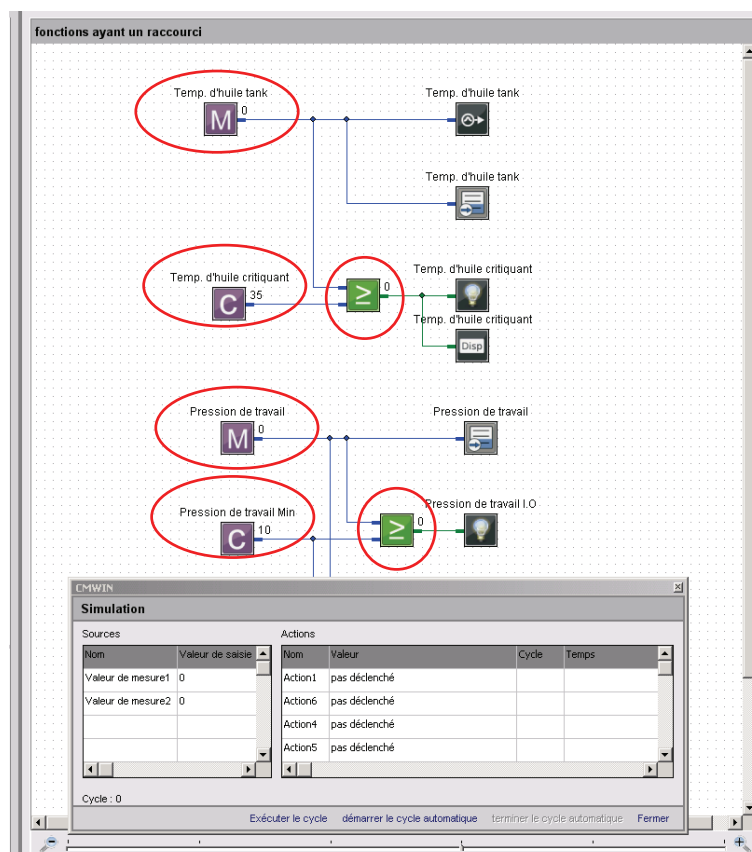 fonctions ayant un raccourci
Temp. d'huile tank
M 0
Temp. d'huile tank
Temp. d'huile tank
Temp. d'huile critiquant
C 35
≥ 0
Temp. d'huile critiquant
Temp. d'huile critiquant
Disp
Pression de travail
M 0
Pression de travail
Pression de travail Min
C 10
≥ 0
Pression de travail I.O
CMWIN
Simulation
Sources
Actions
Nom Valeur de saisie
Nom Valeur Cycle Temps
Valeur de mesure1 0
Action1 pas déclenché
Valeur de mesure2 0
Action6 pas déclenché
Action4 pas déclenché
Action5 pas déclenché
Cycle : 0
Exécuter le cycle démarrer le cycle automatique terminer le cycle automatique Fermer